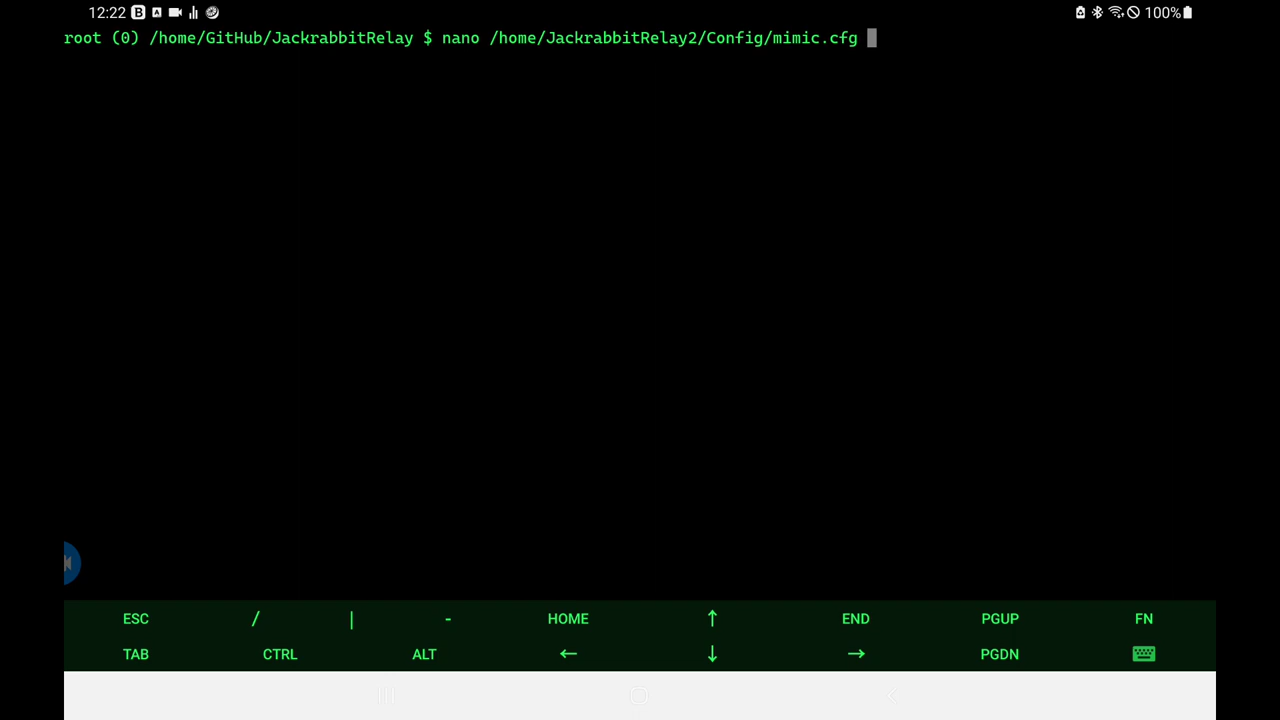 12:22 B A 100%
root (0) /home/GitHub/JackrabbitRelay $ nano /home/JackrabbitRelay2/Config/mimic.cfg
ESC / | - HOME ↑ END PGUP FN
TAB CTRL ALT ← ↓ → PGDN